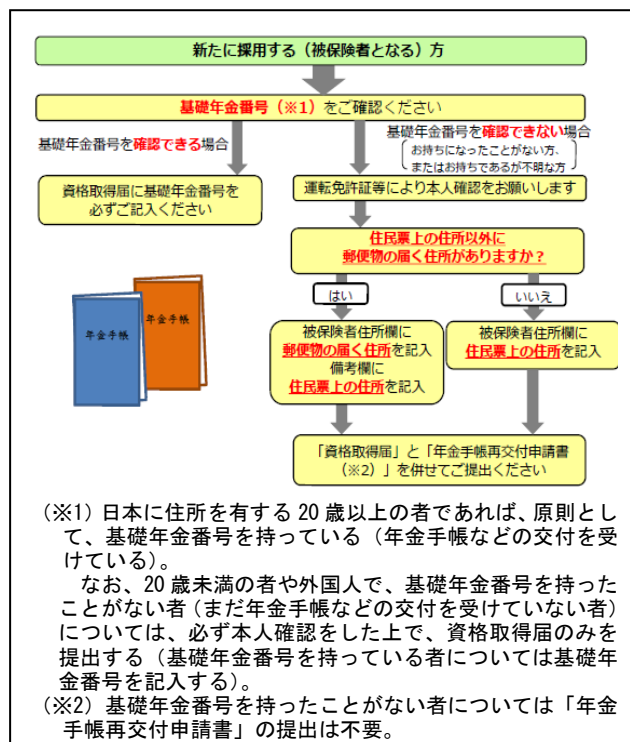 新たに採用する（被保険者となる）方
基礎年金番号（※1）をご確認ください
基礎年金番号を確認できる場合
基礎年金番号を確認できない場合
お持ちになったことがない方、
またはお持ちであるが不明な方
資格取得届に基礎年金番号を
必ずご記入ください
運転免許証等により本人確認をお願いします
住民票上の住所以外に
郵便物の届く住所がありますか？
はい
いいえ
年金手帳
年金手帳
被保険者住所欄に
郵便物の届く住所を記入
備考欄に
住民票上の住所を記入
被保険者住所欄に
住民票上の住所を記入
「資格取得届」と「年金手帳再交付申請書
（※2）」を併せてご提出ください
（※1）日本に住所を有する 20 歳以上の者であれば、原則とし
て、基礎年金番号を持っている（年金手帳などの交付を受
けている）。
なお、20 歳未満の者や外国人で、基礎年金番号を持った
ことがない者（まだ年金手帳などの交付を受けていない者）
については、必ず本人確認をした上で、資格取得届のみを
提出する（基礎年金番号を持っている者については基礎年
金番号を記入する）。
（※2）基礎年金番号を持ったことがない者については「年金
手帳再交付申請書」の提出は不要。